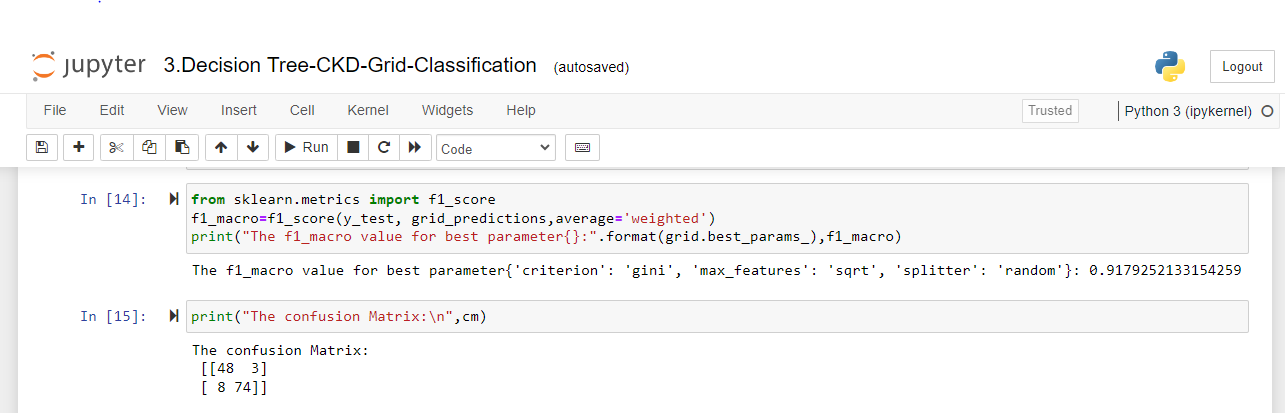 jupyter 3.Decision Tree-CKD-Grid-Classification (autosaved) Logout
File Edit View Insert Cell Kernel Widgets Help Trusted Python 3 (ipykernel)
Run Code
In [14]: from sklearn.metrics import f1_score
f1_macro=f1_score(y_test, grid_predictions,average='weighted')
print("The f1_macro value for best parameter{}:".format(grid.best_params_),f1_macro)
The f1_macro value for best parameter{'criterion': 'gini', 'max_features': 'sqrt', 'splitter': 'random'}: 0.9179252133154259
In [15]: print("The confusion Matrix:\n",cm)
The confusion Matrix:
[[48  3]
[ 8 74]]